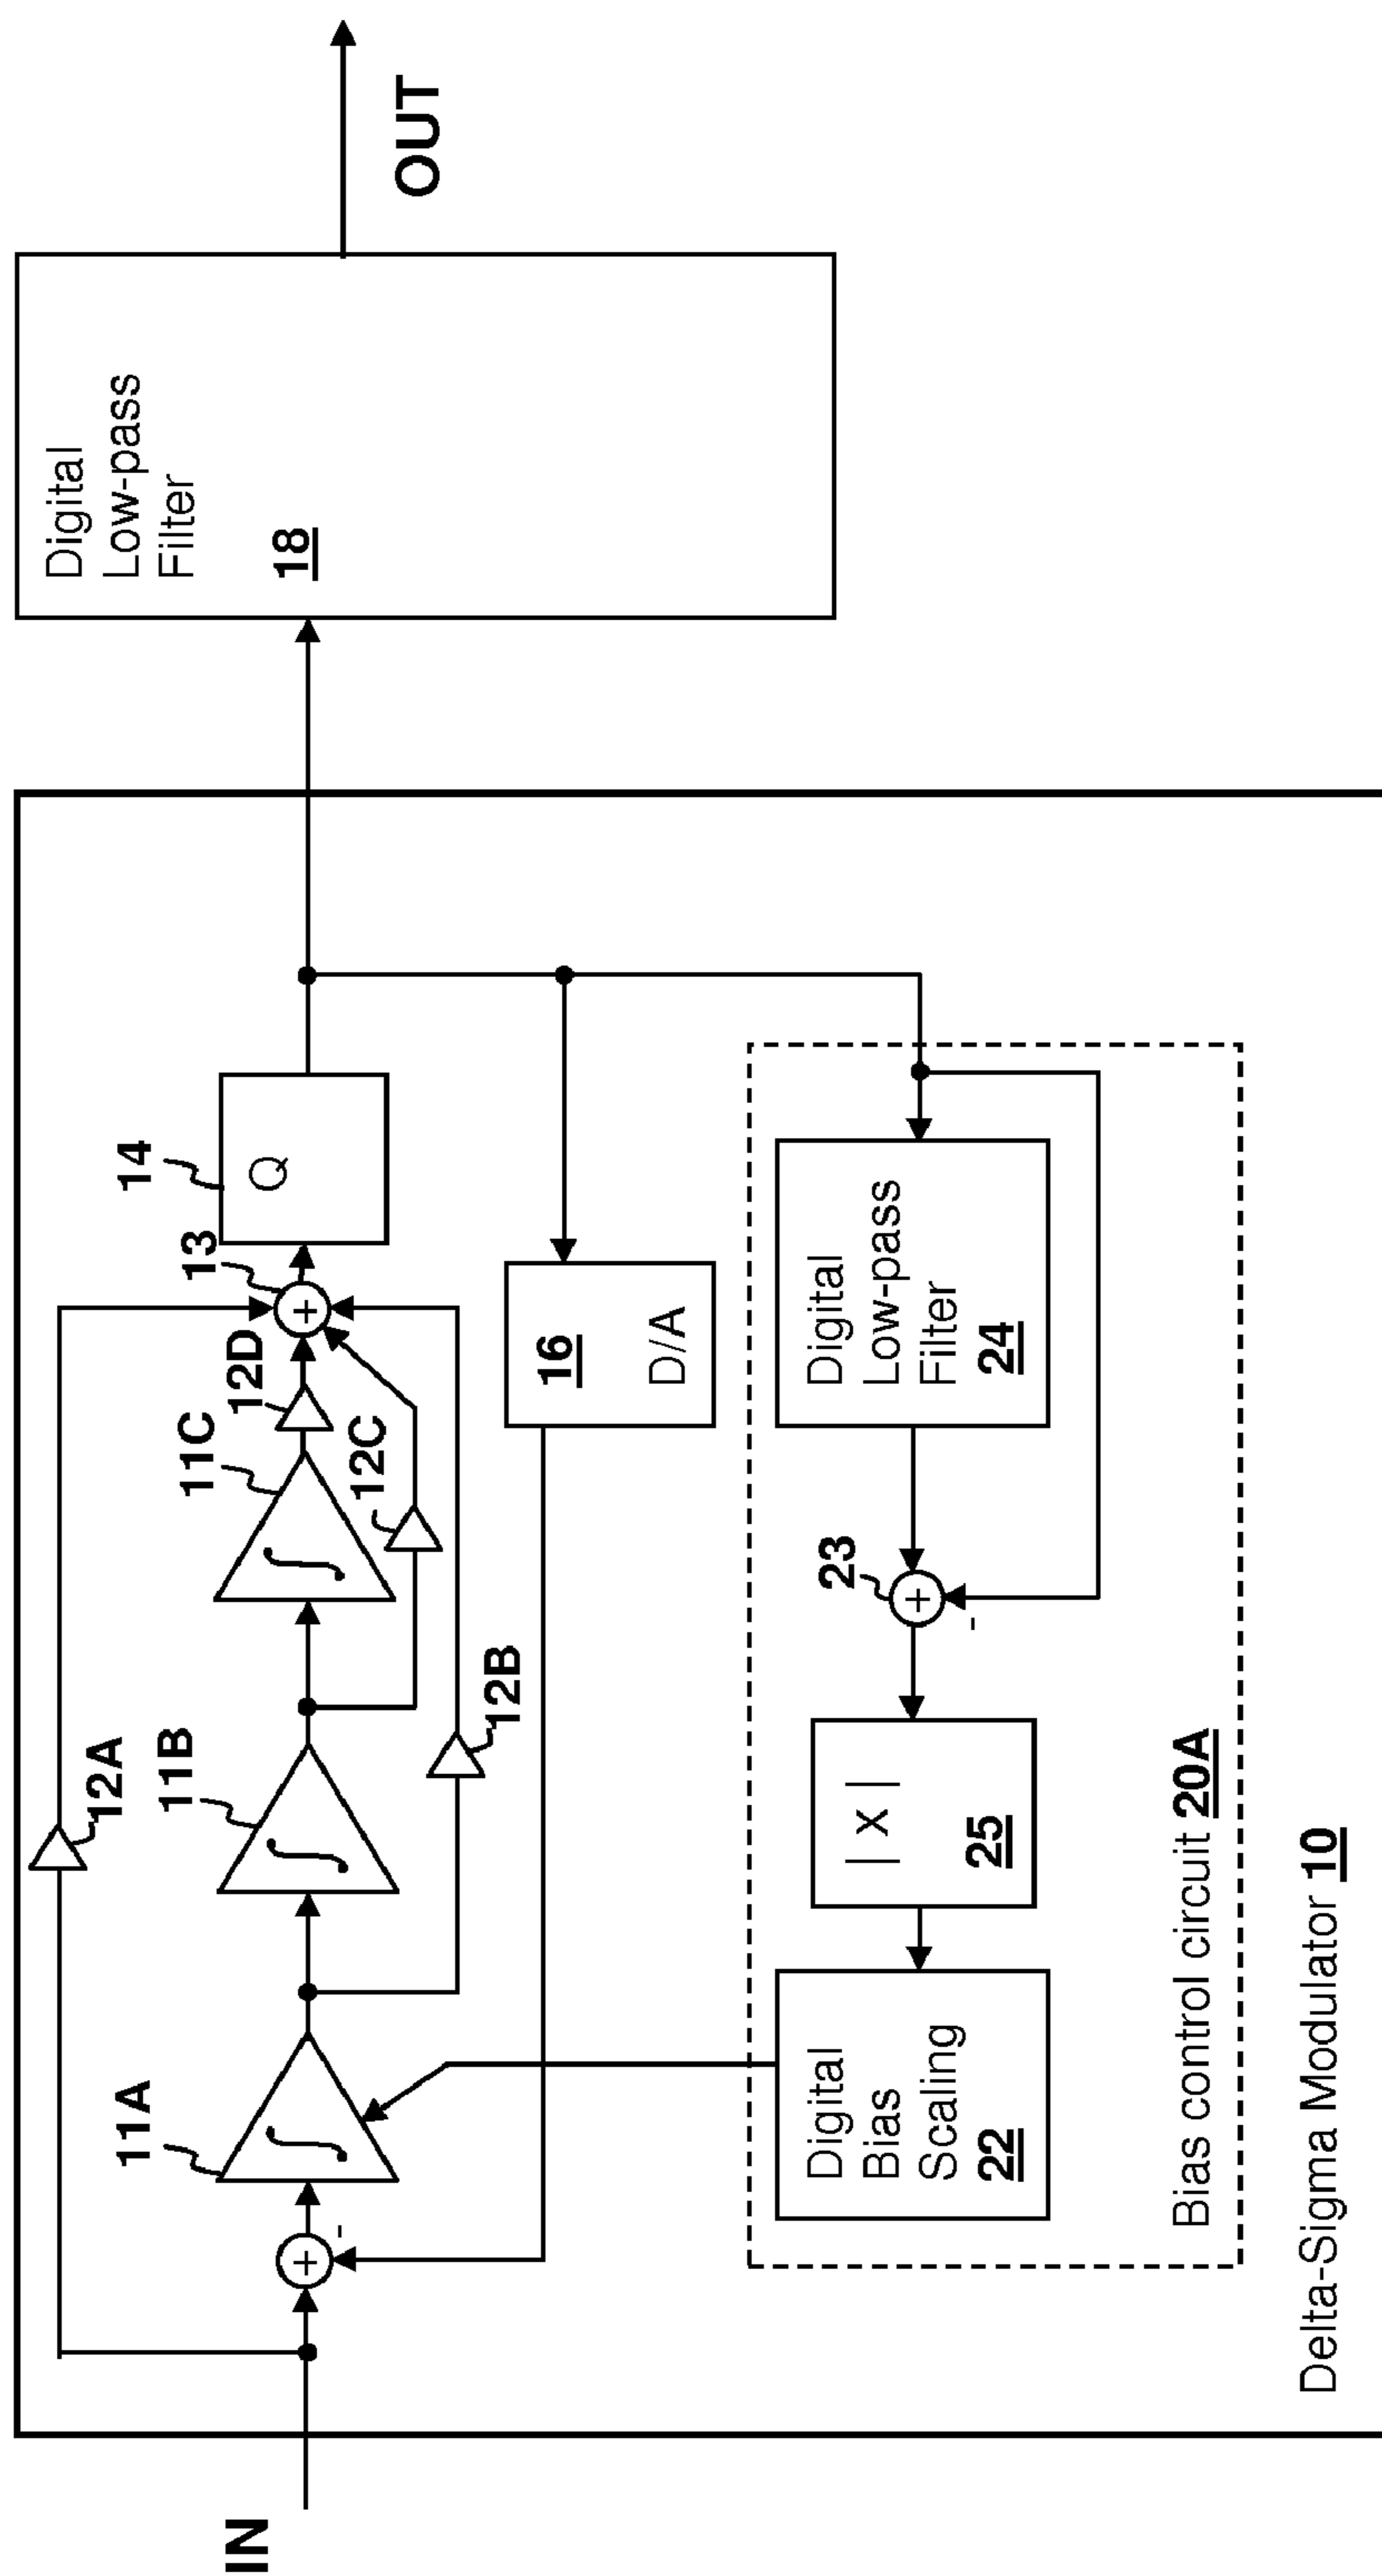 IN
12A
11A
11B
11C
12D
13
14
Q
12C
12B
+
-
+
∫
∫
∫
16
D/A
Digital
Bias
Scaling
22
| x |
25
23
+
-
Digital
Low-pass
Filter
24
Bias control circuit 20A
Delta-Sigma Modulator 10
Digital
Low-pass
Filter
18
OUT